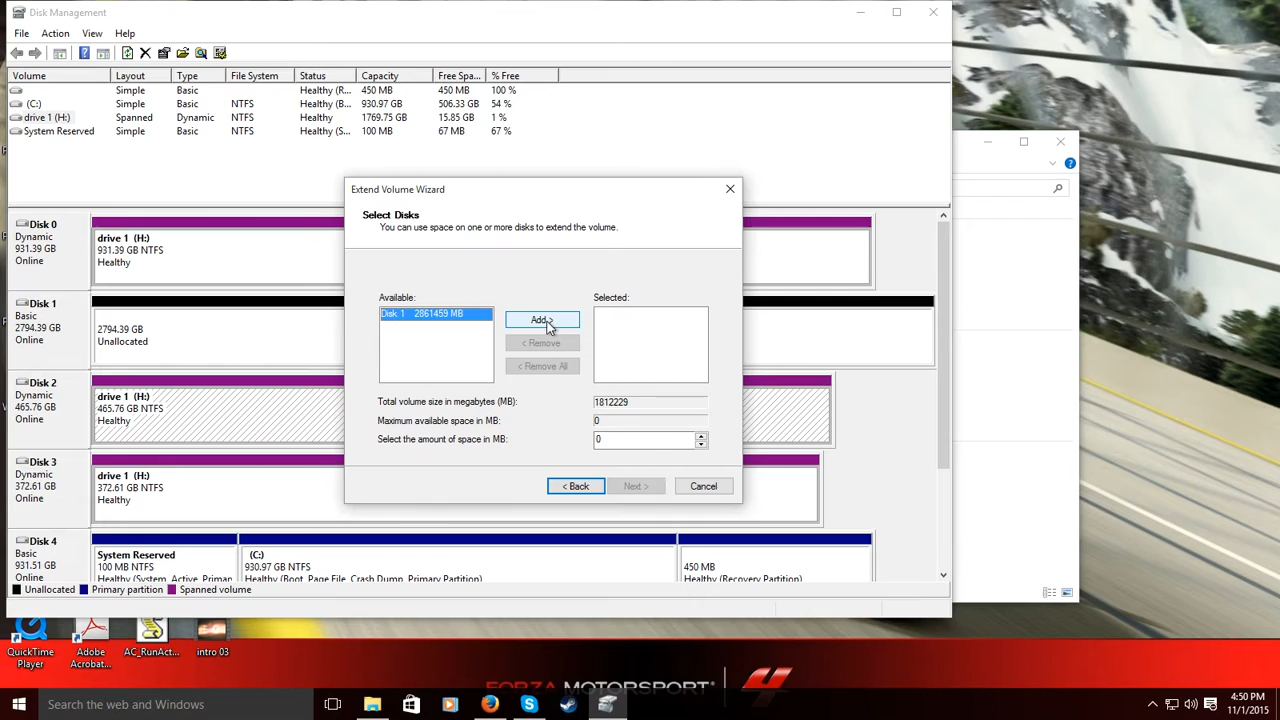 Disk Management
File Action View Help
Volume Layout Type File System Status Capacity Free Spa... % Free
Simple Basic Healthy (R... 450 MB 450 MB 100 %
(C:) Simple Basic NTFS Healthy (B... 930.97 GB 506.33 GB 54 %
drive 1 (H:) Spanned Dynamic NTFS Healthy 1769.75 GB 15.85 GB 1 %
System Reserved Simple Basic NTFS Healthy (S... 100 MB 67 MB 67 %
Extend Volume Wizard
Select Disks
You can use space on one or more disks to extend the volume.
Available:
Disk 1 2861459 MB
Add >
< Remove
< Remove All
Selected:
Total volume size in megabytes (MB): 1812229
Maximum available space in MB: 0
Select the amount of space in MB: 0
< Back Next > Cancel
Disk 0
Dynamic
931.39 GB
Online
drive 1 (H:)
931.39 GB NTFS
Healthy
Disk 1
Basic
2794.39 GB
Online
2794.39 GB
Unallocated
Disk 2
Dynamic
465.76 GB
Online
drive 1 (H:)
465.76 GB NTFS
Healthy
Disk 3
Dynamic
372.61 GB
Online
drive 1 (H:)
372.61 GB NTFS
Healthy
Disk 4
Basic
931.51 GB
Online
System Reserved
100 MB NTFS
Healthy (System, Active, Primar
(C:)
930.97 GB NTFS
Healthy (Boot, Page File, Crash Dump, Primary Partition)
450 MB
Healthy (Recovery Partition)
Unallocated Primary partition Spanned volume
QuickTime
Player
Adobe
Acrobat...
AC_RunAct...
intro 03
FORZA MOTORSPORT 4
Search the web and Windows
4:50 PM
11/1/2015